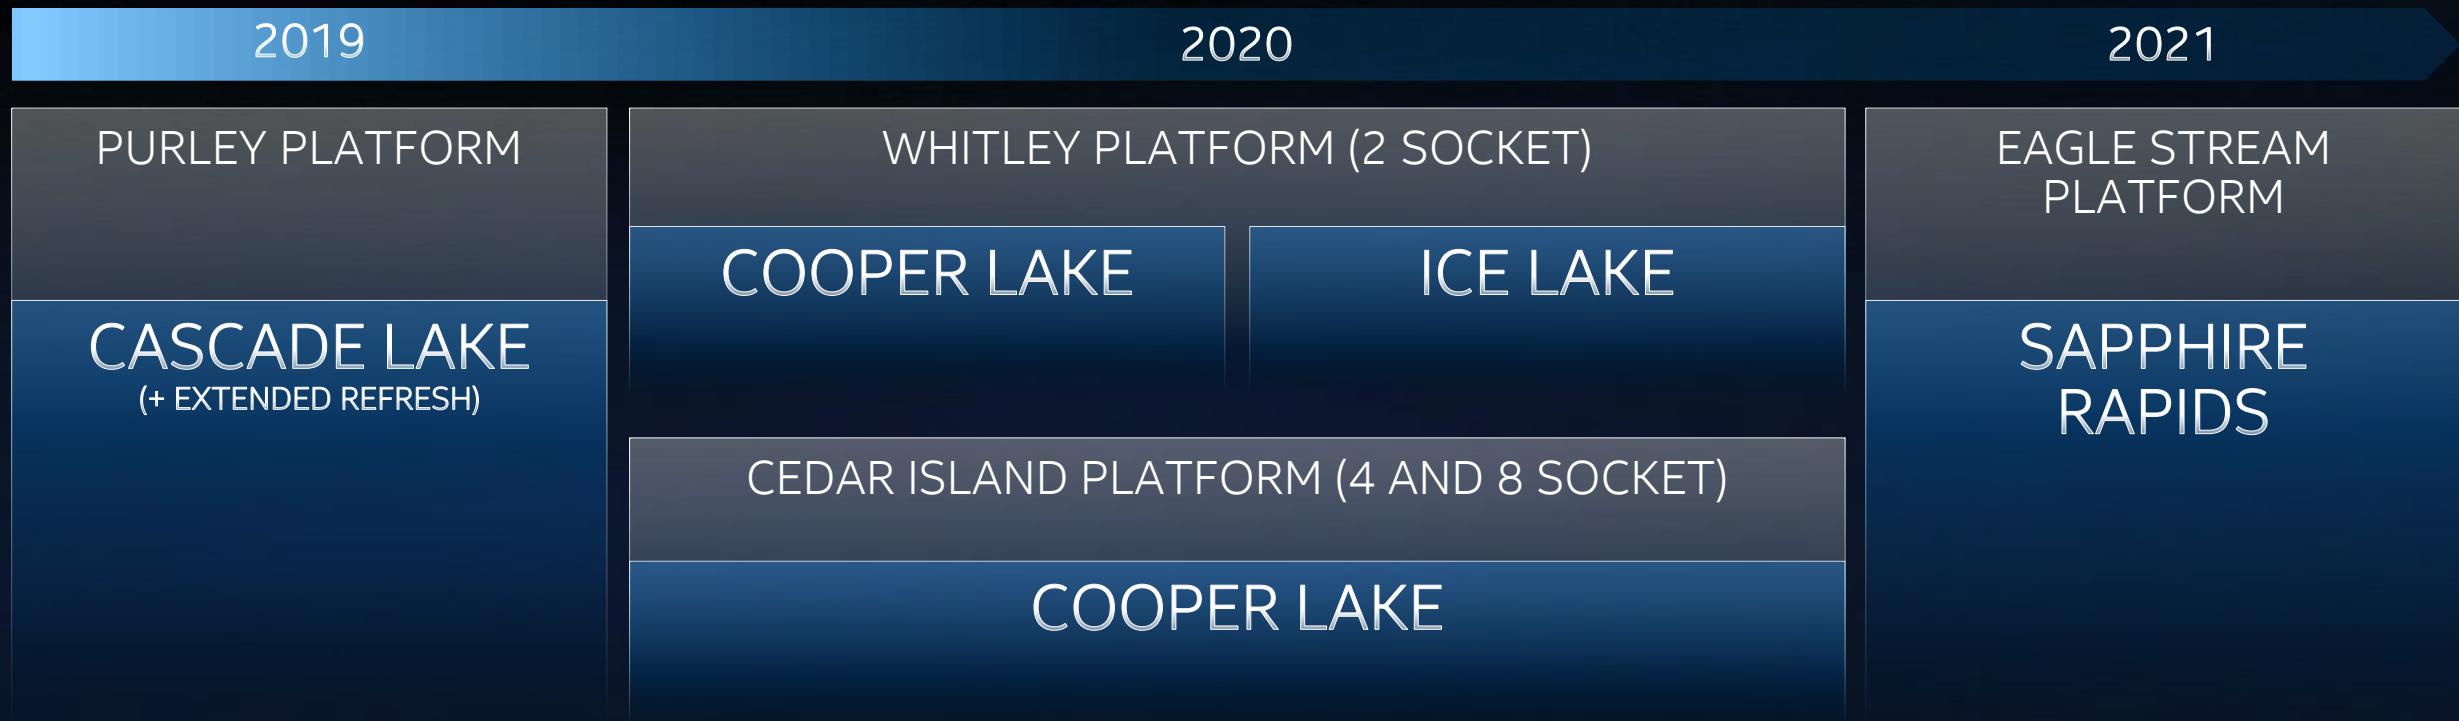 2019
2020
2021
PURLEY PLATFORM
CASCADE LAKE
(+ EXTENDED REFRESH)
WHITLEY PLATFORM (2 SOCKET)
COOPER LAKE
ICE LAKE
CEDAR ISLAND PLATFORM (4 AND 8 SOCKET)
COOPER LAKE
EAGLE STREAM
PLATFORM
SAPPHIRE
RAPIDS